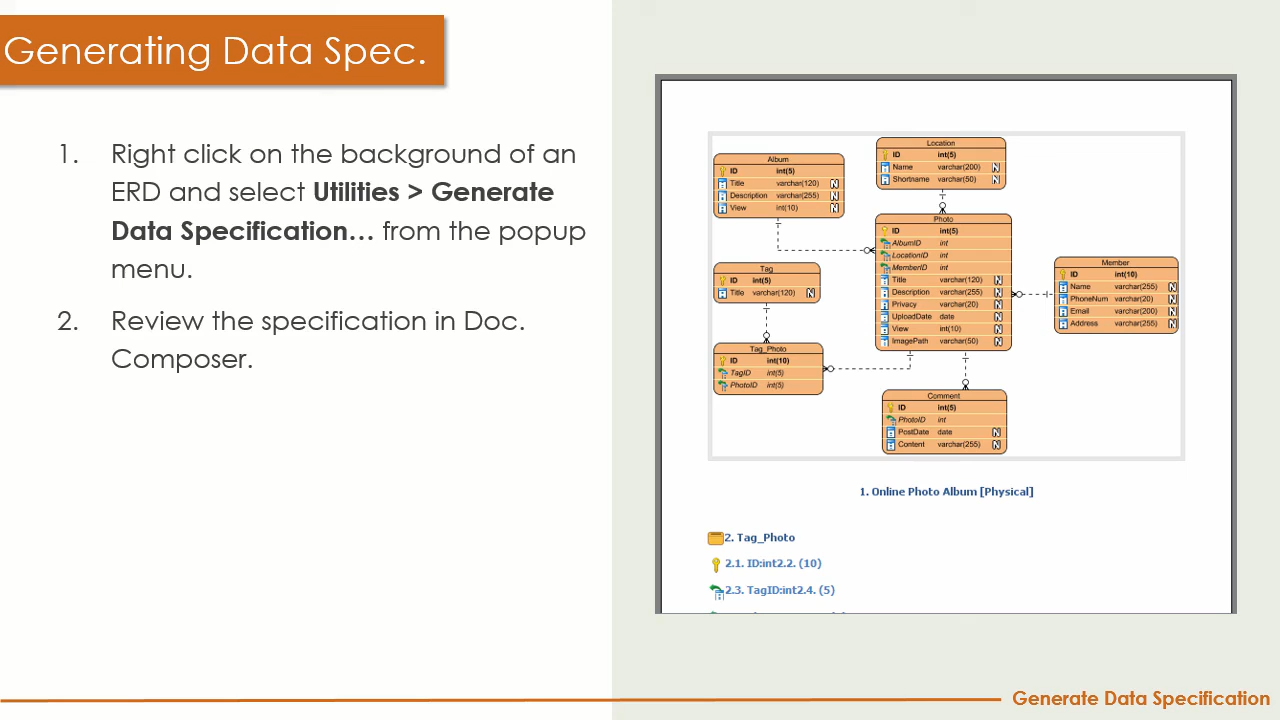 Generating Data Spec.
1. Right click on the background of an
ERD and select Utilities > Generate
Data Specification... from the popup
menu.
2. Review the specification in Doc.
Composer.
Album
ID int(5)
Title varchar(120) N
Description varchar(255) N
View int(10) N
Location
ID int(5)
Name varchar(200) N
Shortname varchar(50) N
Photo
ID int(5)
AlbumID int
LocationID int
MemberID int
Title varchar(120) N
Description varchar(255) N
Privacy varchar(20) N
UploadDate date N
View int(10) N
ImagePath varchar(50) N
Tag
ID int(5)
Title varchar(120) N
Member
ID int(10)
Name varchar(255) N
PhoneNum varchar(20) N
Email varchar(200) N
Address varchar(255) N
Tag_Photo
ID int(10)
TagID int(5)
PhotoID int(5)
Comment
ID int(5)
PhotoID int
PostDate date N
Content varchar(255) N
1. Online Photo Album [Physical]
2. Tag_Photo
2.1. ID:int2.2. (10)
2.3. TagID:int2.4. (5)
Generate Data Specification